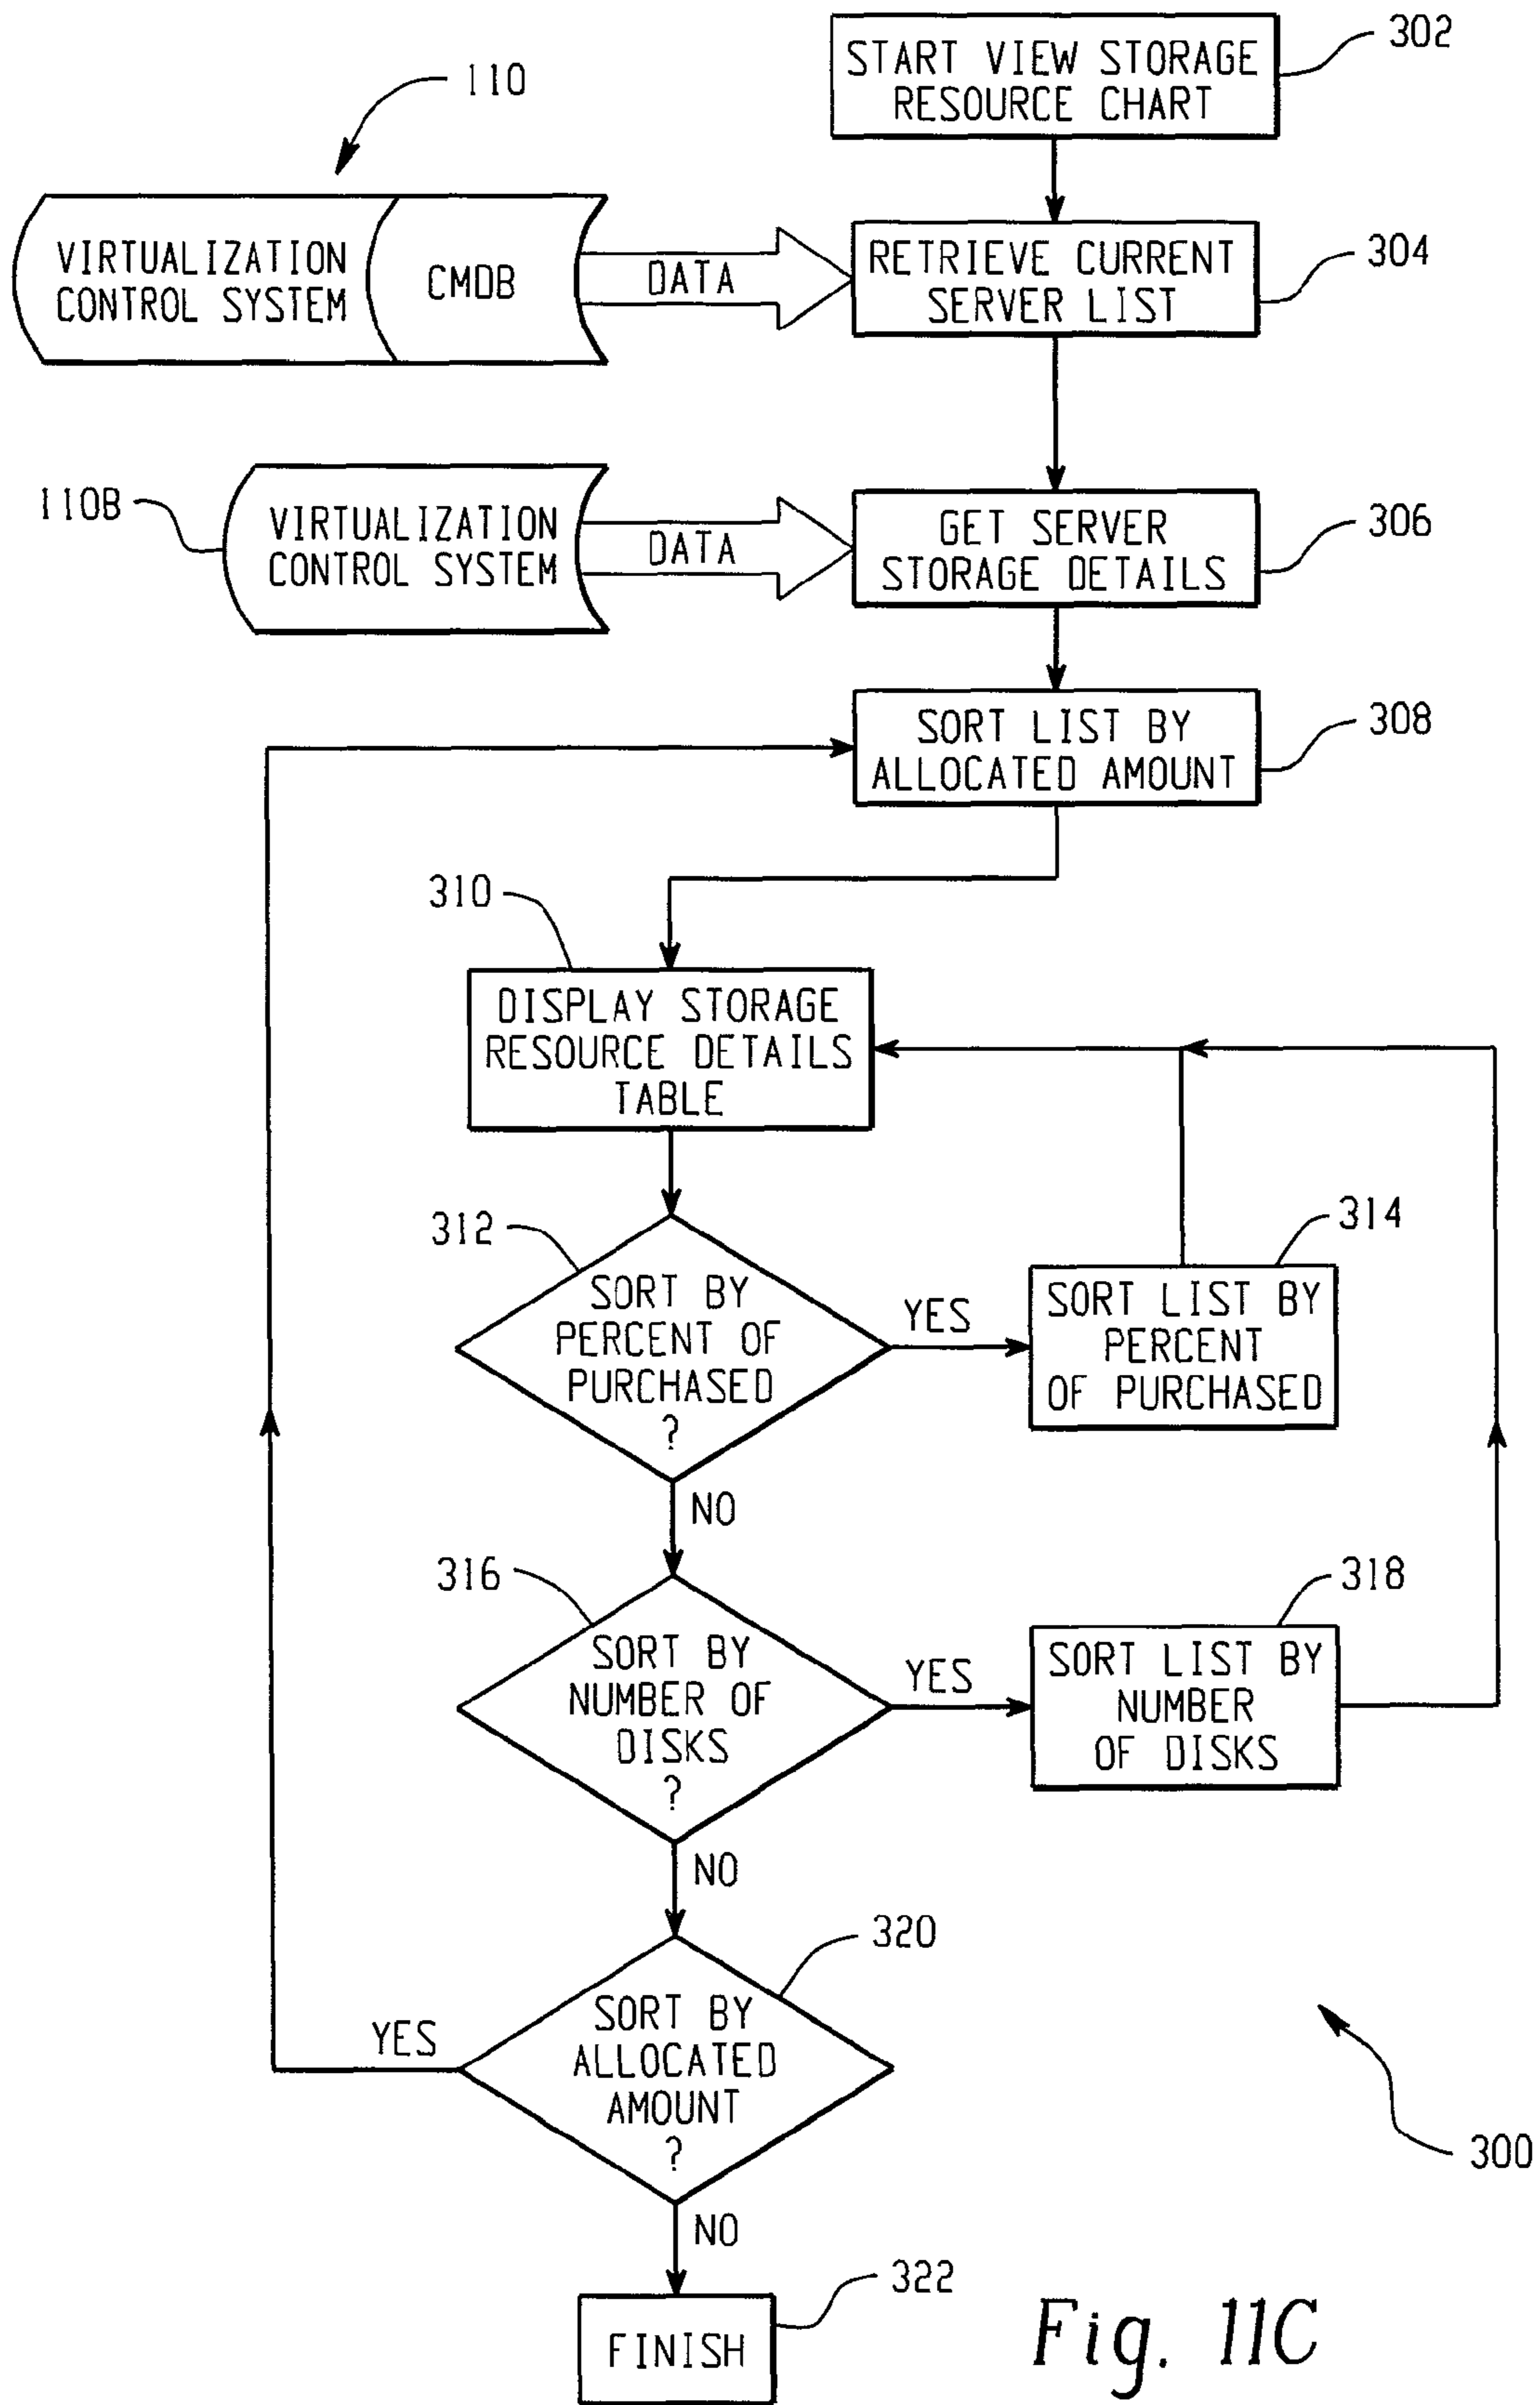 302
START VIEW STORAGE
RESOURCE CHART
110
VIRTUALIZATION
CONTROL SYSTEM
CMDB
DATA
RETRIEVE CURRENT
SERVER LIST
304
110B
VIRTUALIZATION
CONTROL SYSTEM
DATA
GET SERVER
STORAGE DETAILS
306
SORT LIST BY
ALLOCATED AMOUNT
308
310
DISPLAY STORAGE
RESOURCE DETAILS
TABLE
312
SORT BY
PERCENT OF
PURCHASED
?
YES
314
SORT LIST BY
PERCENT
OF PURCHASED
NO
316
SORT BY
NUMBER OF
DISKS
?
YES
318
SORT LIST BY
NUMBER
OF DISKS
NO
320
SORT BY
ALLOCATED
AMOUNT
?
YES
300
NO
322
FINISH
Fig. 11C